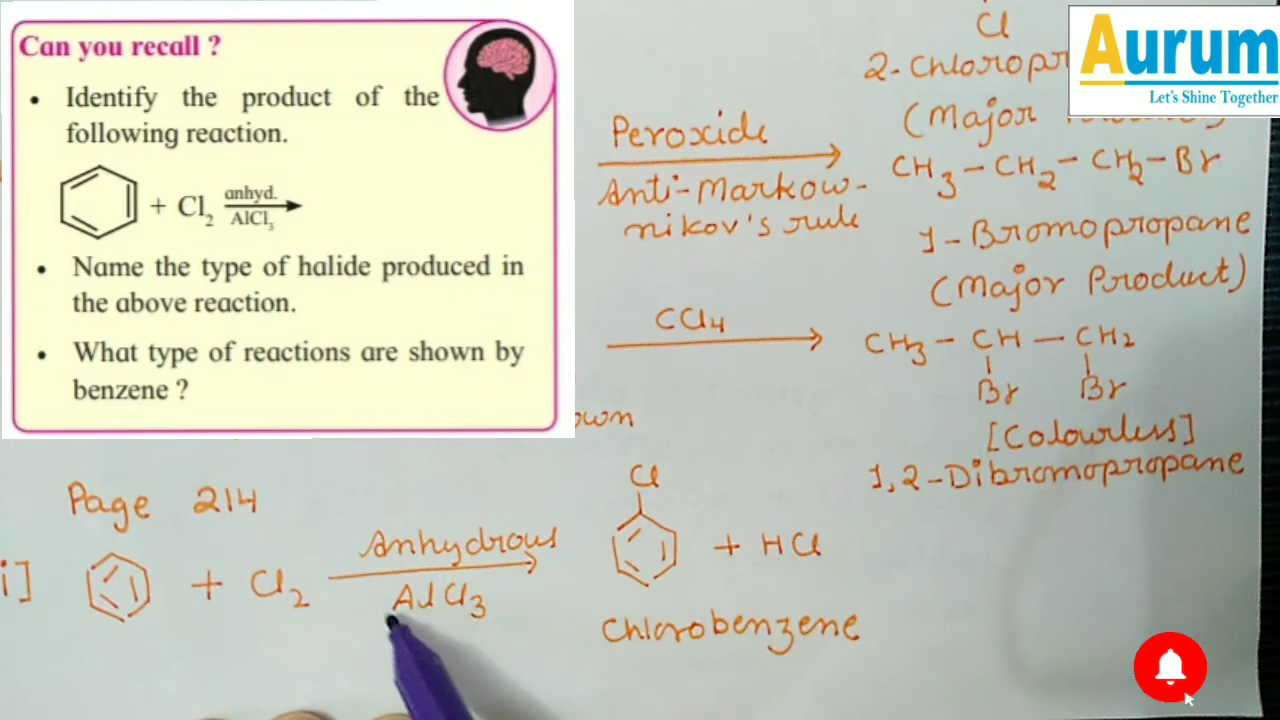 Can you recall ?
• Identify the product of the
following reaction.
+ Cl₂ anhyd. AlCl₃
• Name the type of halide produced in
the above reaction.
• What type of reactions are shown by
benzene ?
Cl
Aurum
Let's Shine Together
(Major
Peroxide
Anti-Markow-
nikov's rule
CH₃ - CH₂ - CH₂ - Br
1-Bromopropane
(Major Product)
CCl₄
CH₃ - CH - CH₂
Br Br
[Colourless]
1,2-Dibromopropane
Page 214
i] + Cl₂ Anhydrous AlCl₃
Cl
+ HCl
Chlorobenzene